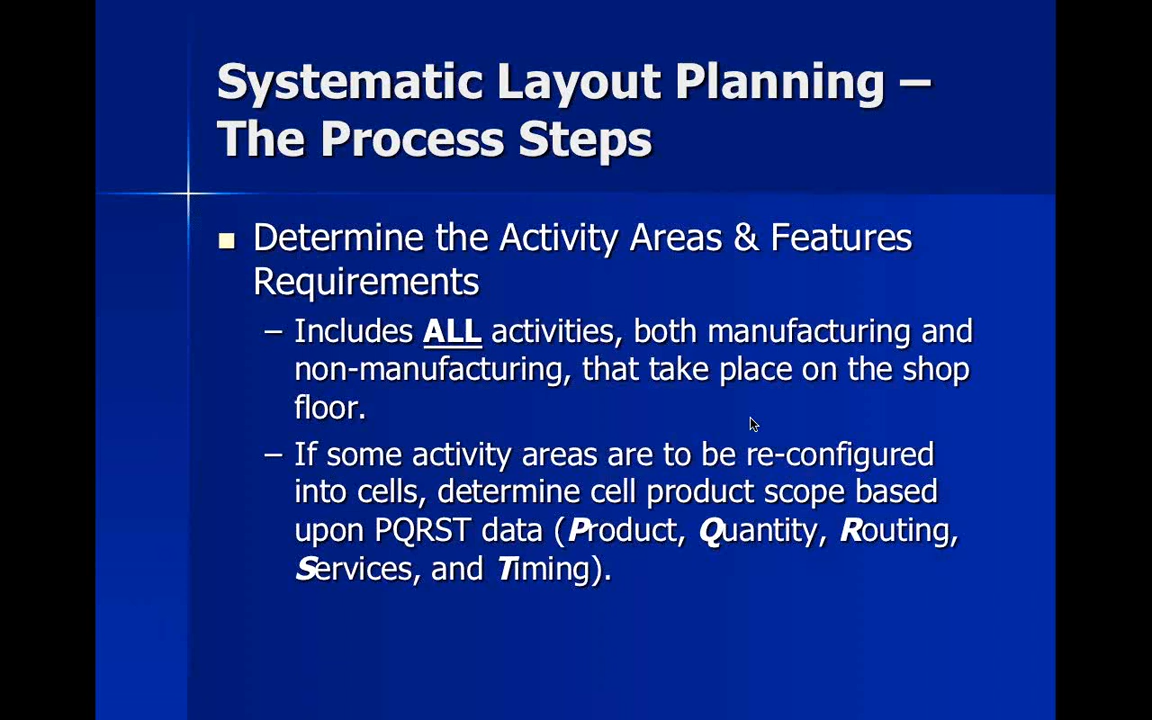 Systematic Layout Planning –
The Process Steps
Determine the Activity Areas & Features
Requirements
– Includes ALL activities, both manufacturing and
non-manufacturing, that take place on the shop
floor.
– If some activity areas are to be re-configured
into cells, determine cell product scope based
upon PQRST data (Product, Quantity, Routing,
Services, and Timing).